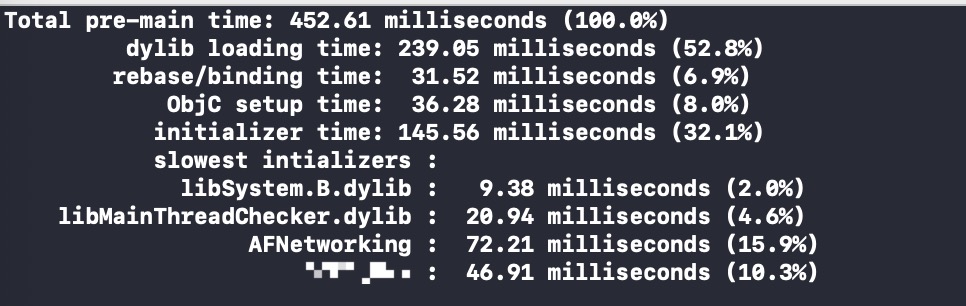 Total pre-main time: 452.61 milliseconds (100.0%)
dylib loading time: 239.05 milliseconds (52.8%)
rebase/binding time: 31.52 milliseconds (6.9%)
ObjC setup time: 36.28 milliseconds (8.0%)
initializer time: 145.56 milliseconds (32.1%)
slowest intializers :
libSystem.B.dylib : 9.38 milliseconds (2.0%)
libMainThreadChecker.dylib : 20.94 milliseconds (4.6%)
AFNetworking : 72.21 milliseconds (15.9%)
: 46.91 milliseconds (10.3%)